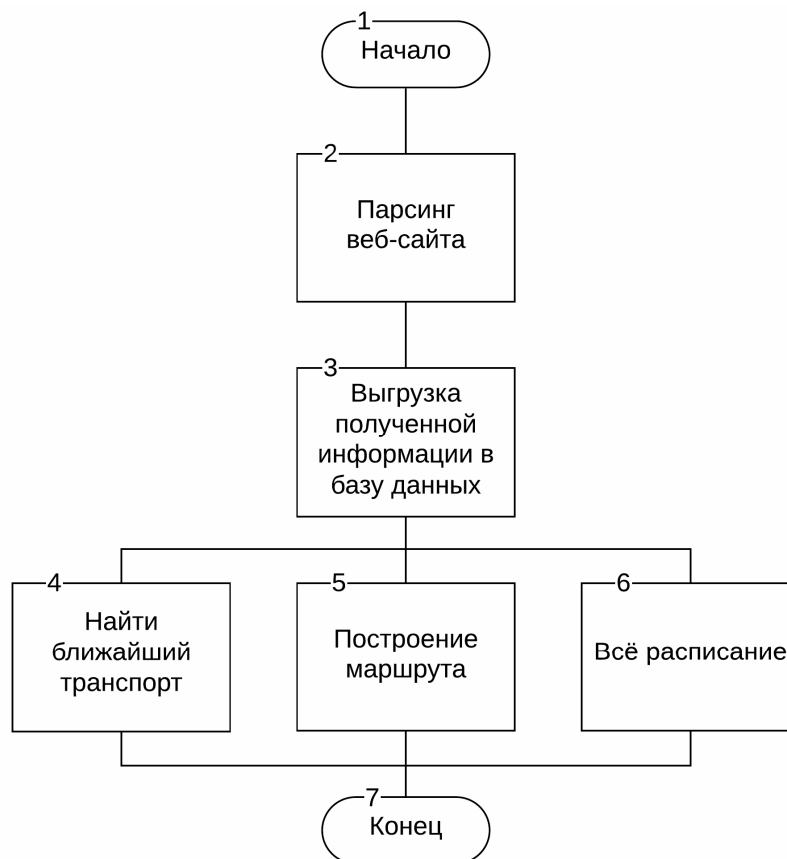 1
Начало
2
Парсинг
веб-сайта
3
Выгрузка
полученной
информации в
базу данных
4
Найти
ближайший
транспорт
5
Построение
маршрута
6
Всё расписание
7
Конец